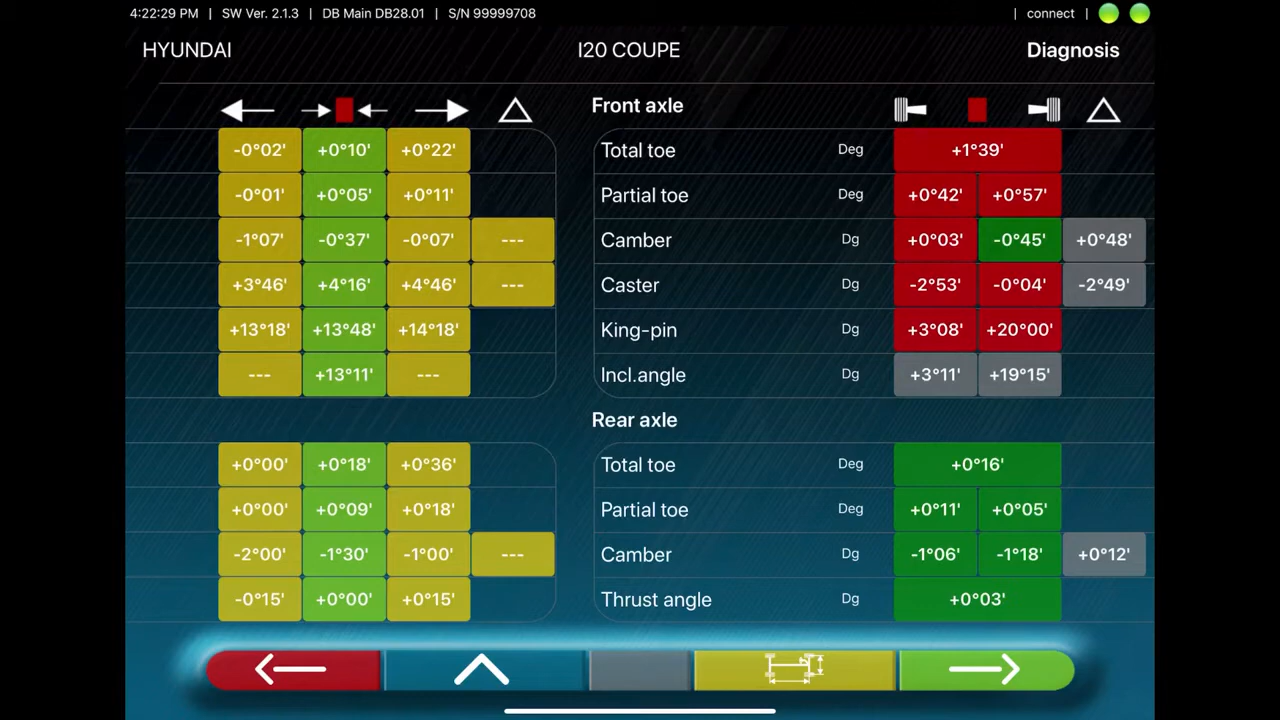 4:22:29 PM | SW Ver. 2.1.3 | DB Main DB28.01 | S/N 99999708 | connect |
HYUNDAI I20 COUPE Diagnosis
Front axle
-0°02' +0°10' +0°22' Total toe Deg +1°39'
-0°01' +0°05' +0°11' Partial toe Deg +0°42' +0°57'
-1°07' -0°37' -0°07' --- Camber Dg +0°03' -0°45' +0°48'
+3°46' +4°16' +4°46' --- Caster Dg -2°53' -0°04' -2°49'
+13°18' +13°48' +14°18' King-pin Dg +3°08' +20°00'
--- +13°11' --- Incl.angle Dg +3°11' +19°15'
Rear axle
+0°00' +0°18' +0°36' Total toe Deg +0°16'
+0°00' +0°09' +0°18' Partial toe Deg +0°11' +0°05'
-2°00' -1°30' -1°00' --- Camber Dg -1°06' -1°18' +0°12'
-0°15' +0°00' +0°15' Thrust angle Dg +0°03'